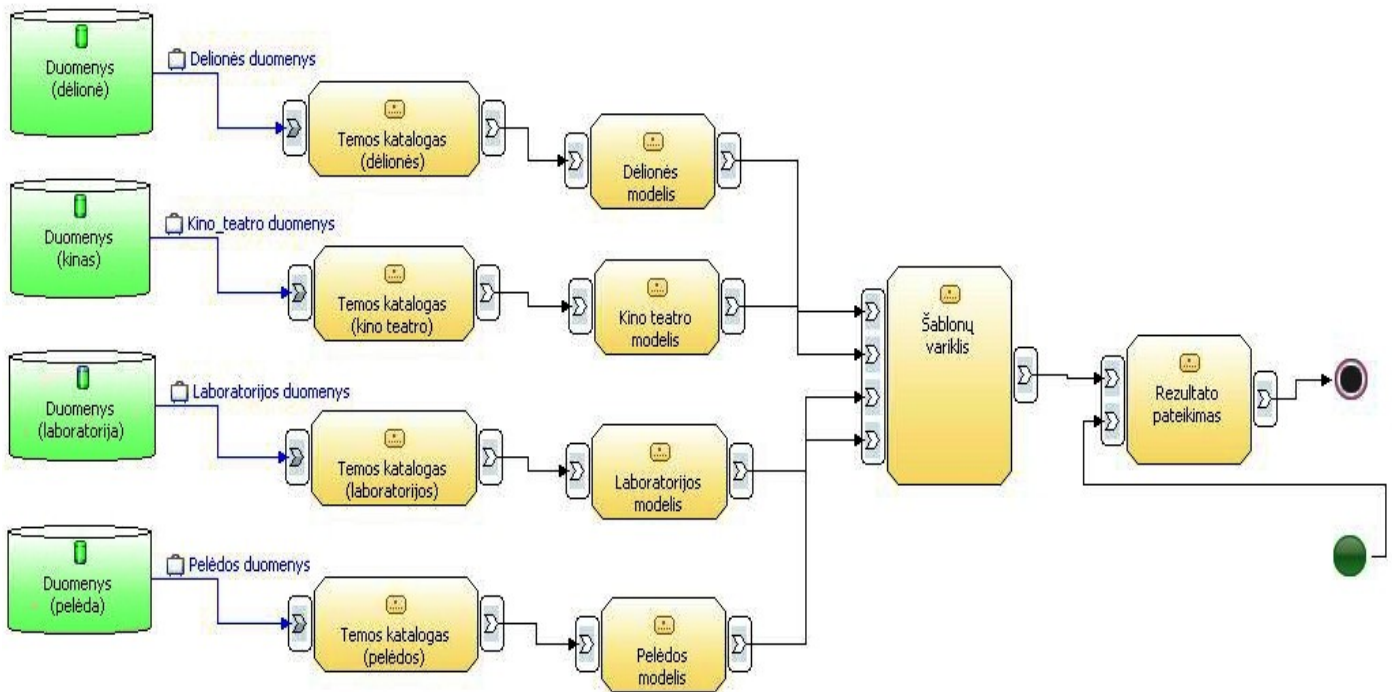 Duomenys
(dėlionė)
Delionės duomenys
Temos katalogas
(dėlionės)
Dėlionės
modelis
Duomenys
(kinas)
Kino_teatro duomenys
Temos katalogas
(kino teatro)
Kino teatro
modelis
Duomenys
(laboratorija)
Laboratorijos duomenys
Temos katalogas
(laboratorijos)
Laboratorijos
modelis
Duomenys
(pelėda)
Pelėdos duomenys
Temos katalogas
(pelėdos)
Pelėdos
modelis
Šablonų
variklis
Rezultato
pateikimas